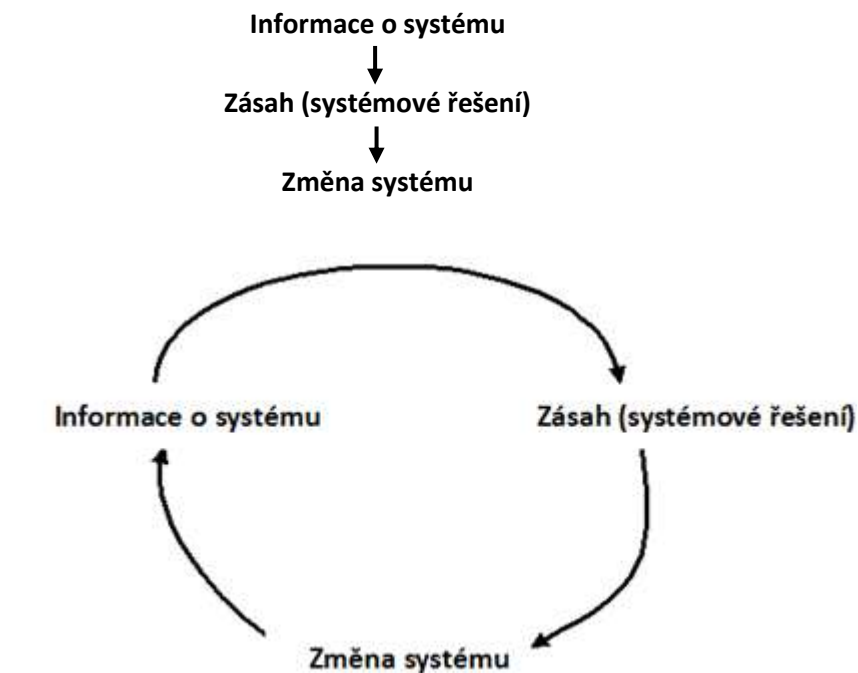 Informace o systému
Zásah (systémové řešení)
Změna systému
Informace o systému
Zásah (systémové řešení)
Změna systému